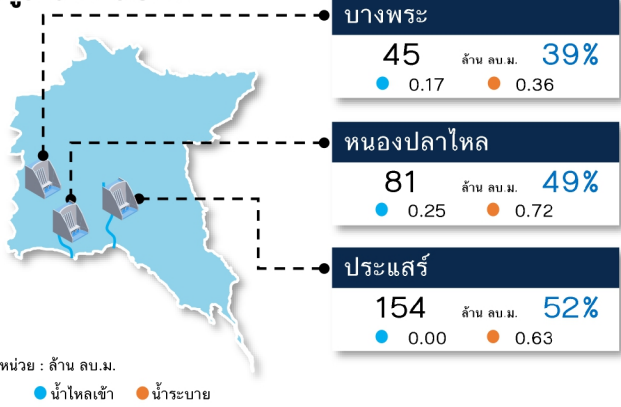 บางพระ
45 ล้าน ลบ.ม. 39%
0.17 0.36
หนองปลาไหล
81 ล้าน ลบ.ม. 49%
0.25 0.72
ประแสร์
154 ล้าน ลบ.ม. 52%
0.00 0.63
หน่วย : ล้าน ลบ.ม.
น้ำไหลเข้า น้ำระบาย